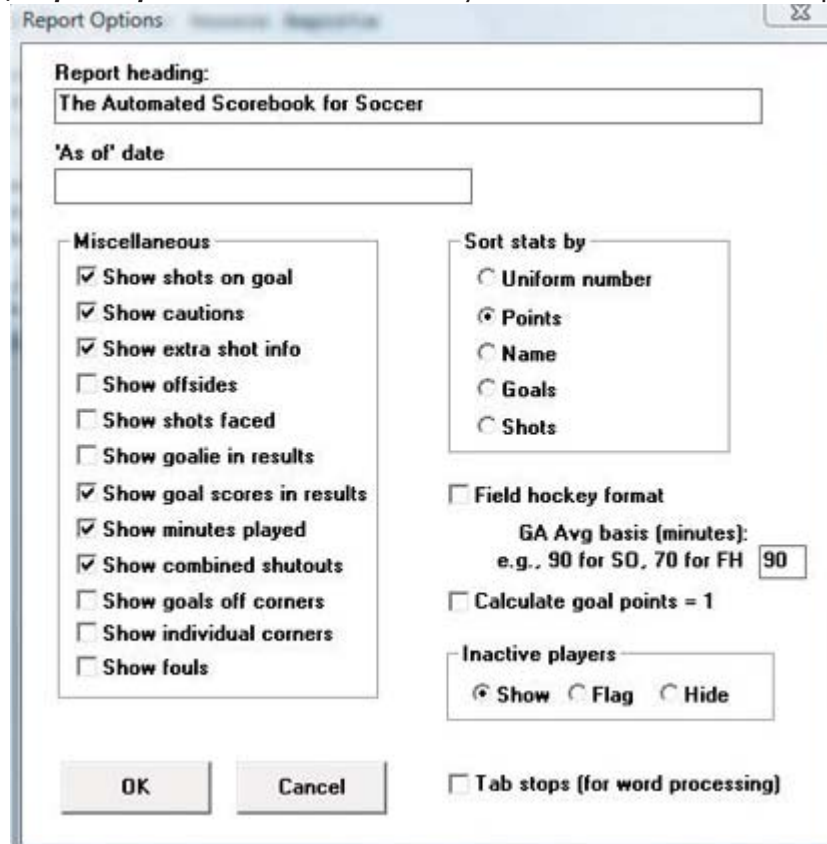 Report Options
Report heading:
The Automated Scorebook for Soccer
'As of' date
Miscellaneous
Show shots on goal
Show cautions
Show extra shot info
Show offsides
Show shots faced
Show goalie in results
Show goal scores in results
Show minutes played
Show combined shutouts
Show goals off corners
Show individual corners
Show fouls
Sort stats by
Uniform number
Points
Name
Goals
Shots
Field hockey format
GA Avg basis (minutes):
e.g., 90 for SO, 70 for FH 90
Calculate goal points = 1
Inactive players
Show Flag Hide
Tab stops (for word processing)
OK Cancel